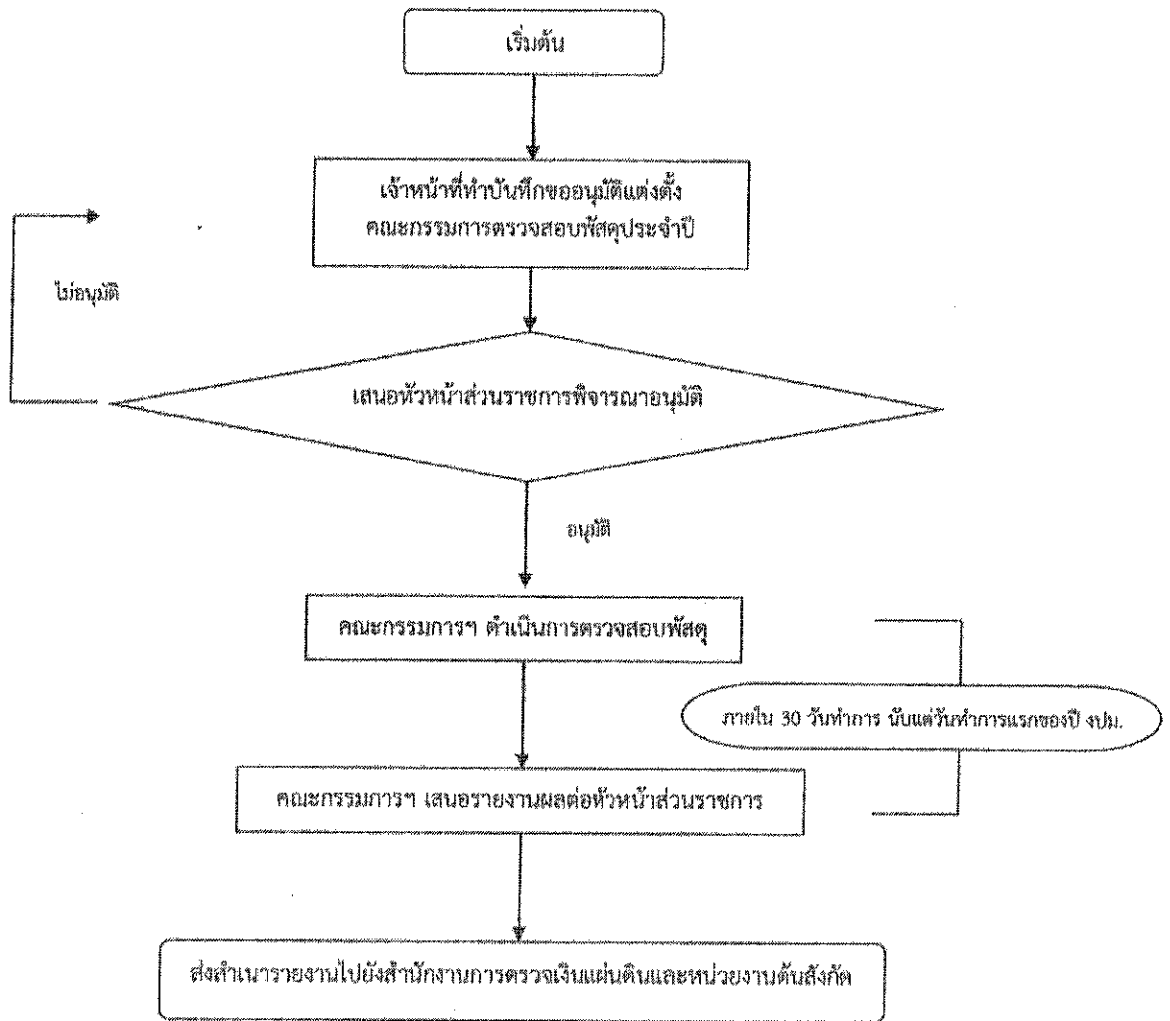 เริ่มต้น
เจ้าหน้าที่ทำบันทึกขออนุมัติแต่งตั้ง
คณะกรรมการตรวจสอบพัสดุประจำปี
ไม่อนุมัติ
เสนอหัวหน้าส่วนราชการพิจารณาอนุมัติ
อนุมัติ
คณะกรรมการฯ ดำเนินการตรวจสอบพัสดุ
ภายใน 30 วันทำการ นับแต่วันทำการแรกของปี งปม.
คณะกรรมการฯ เสนอรายงานผลต่อหัวหน้าส่วนราชการ
ส่งสำเนารายงานไปยังสำนักงานการตรวจเงินแผ่นดินและหน่วยงานต้นสังกัด